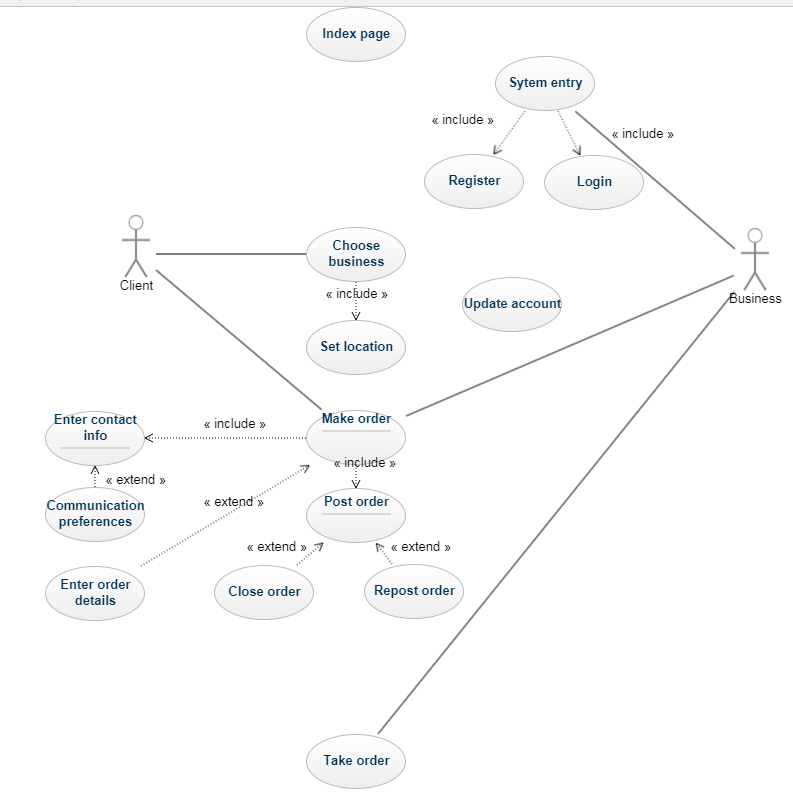 Index page
Sytem entry
« include »
« include »
Register
Login
Client
Choose
business
« include »
Set location
Update account
Business
Enter contact
info
« include »
Make order
« include »
« extend »
Communication
preferences
« extend »
Post order
« extend »
« extend »
Enter order
details
Close order
Repost order
Take order